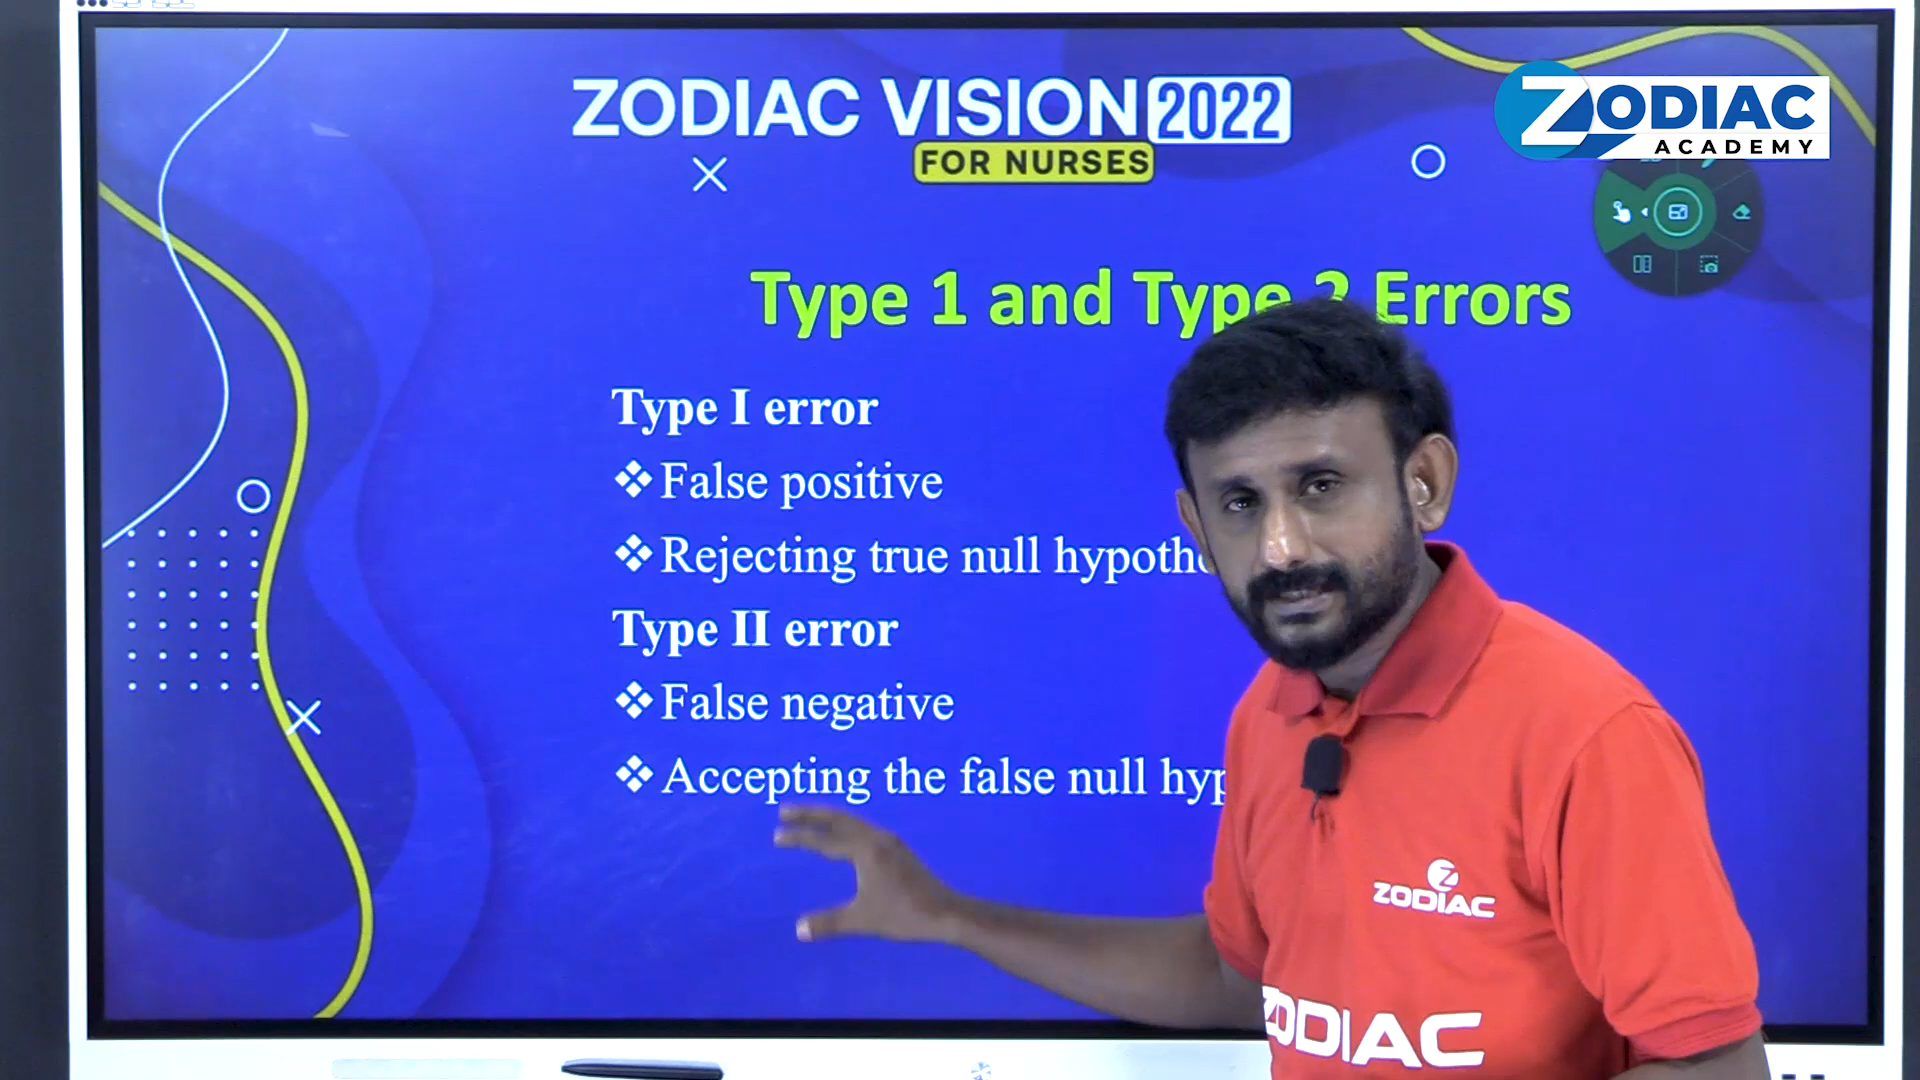 ZODIAC VISION 2022
FOR NURSES
ZODIAC
ACADEMY
Type 1 and Type 2 Errors
Type I error
False positive
Rejecting true null
Type II error
False negative
Accepting the false null
ZODIAC
ZODIAC